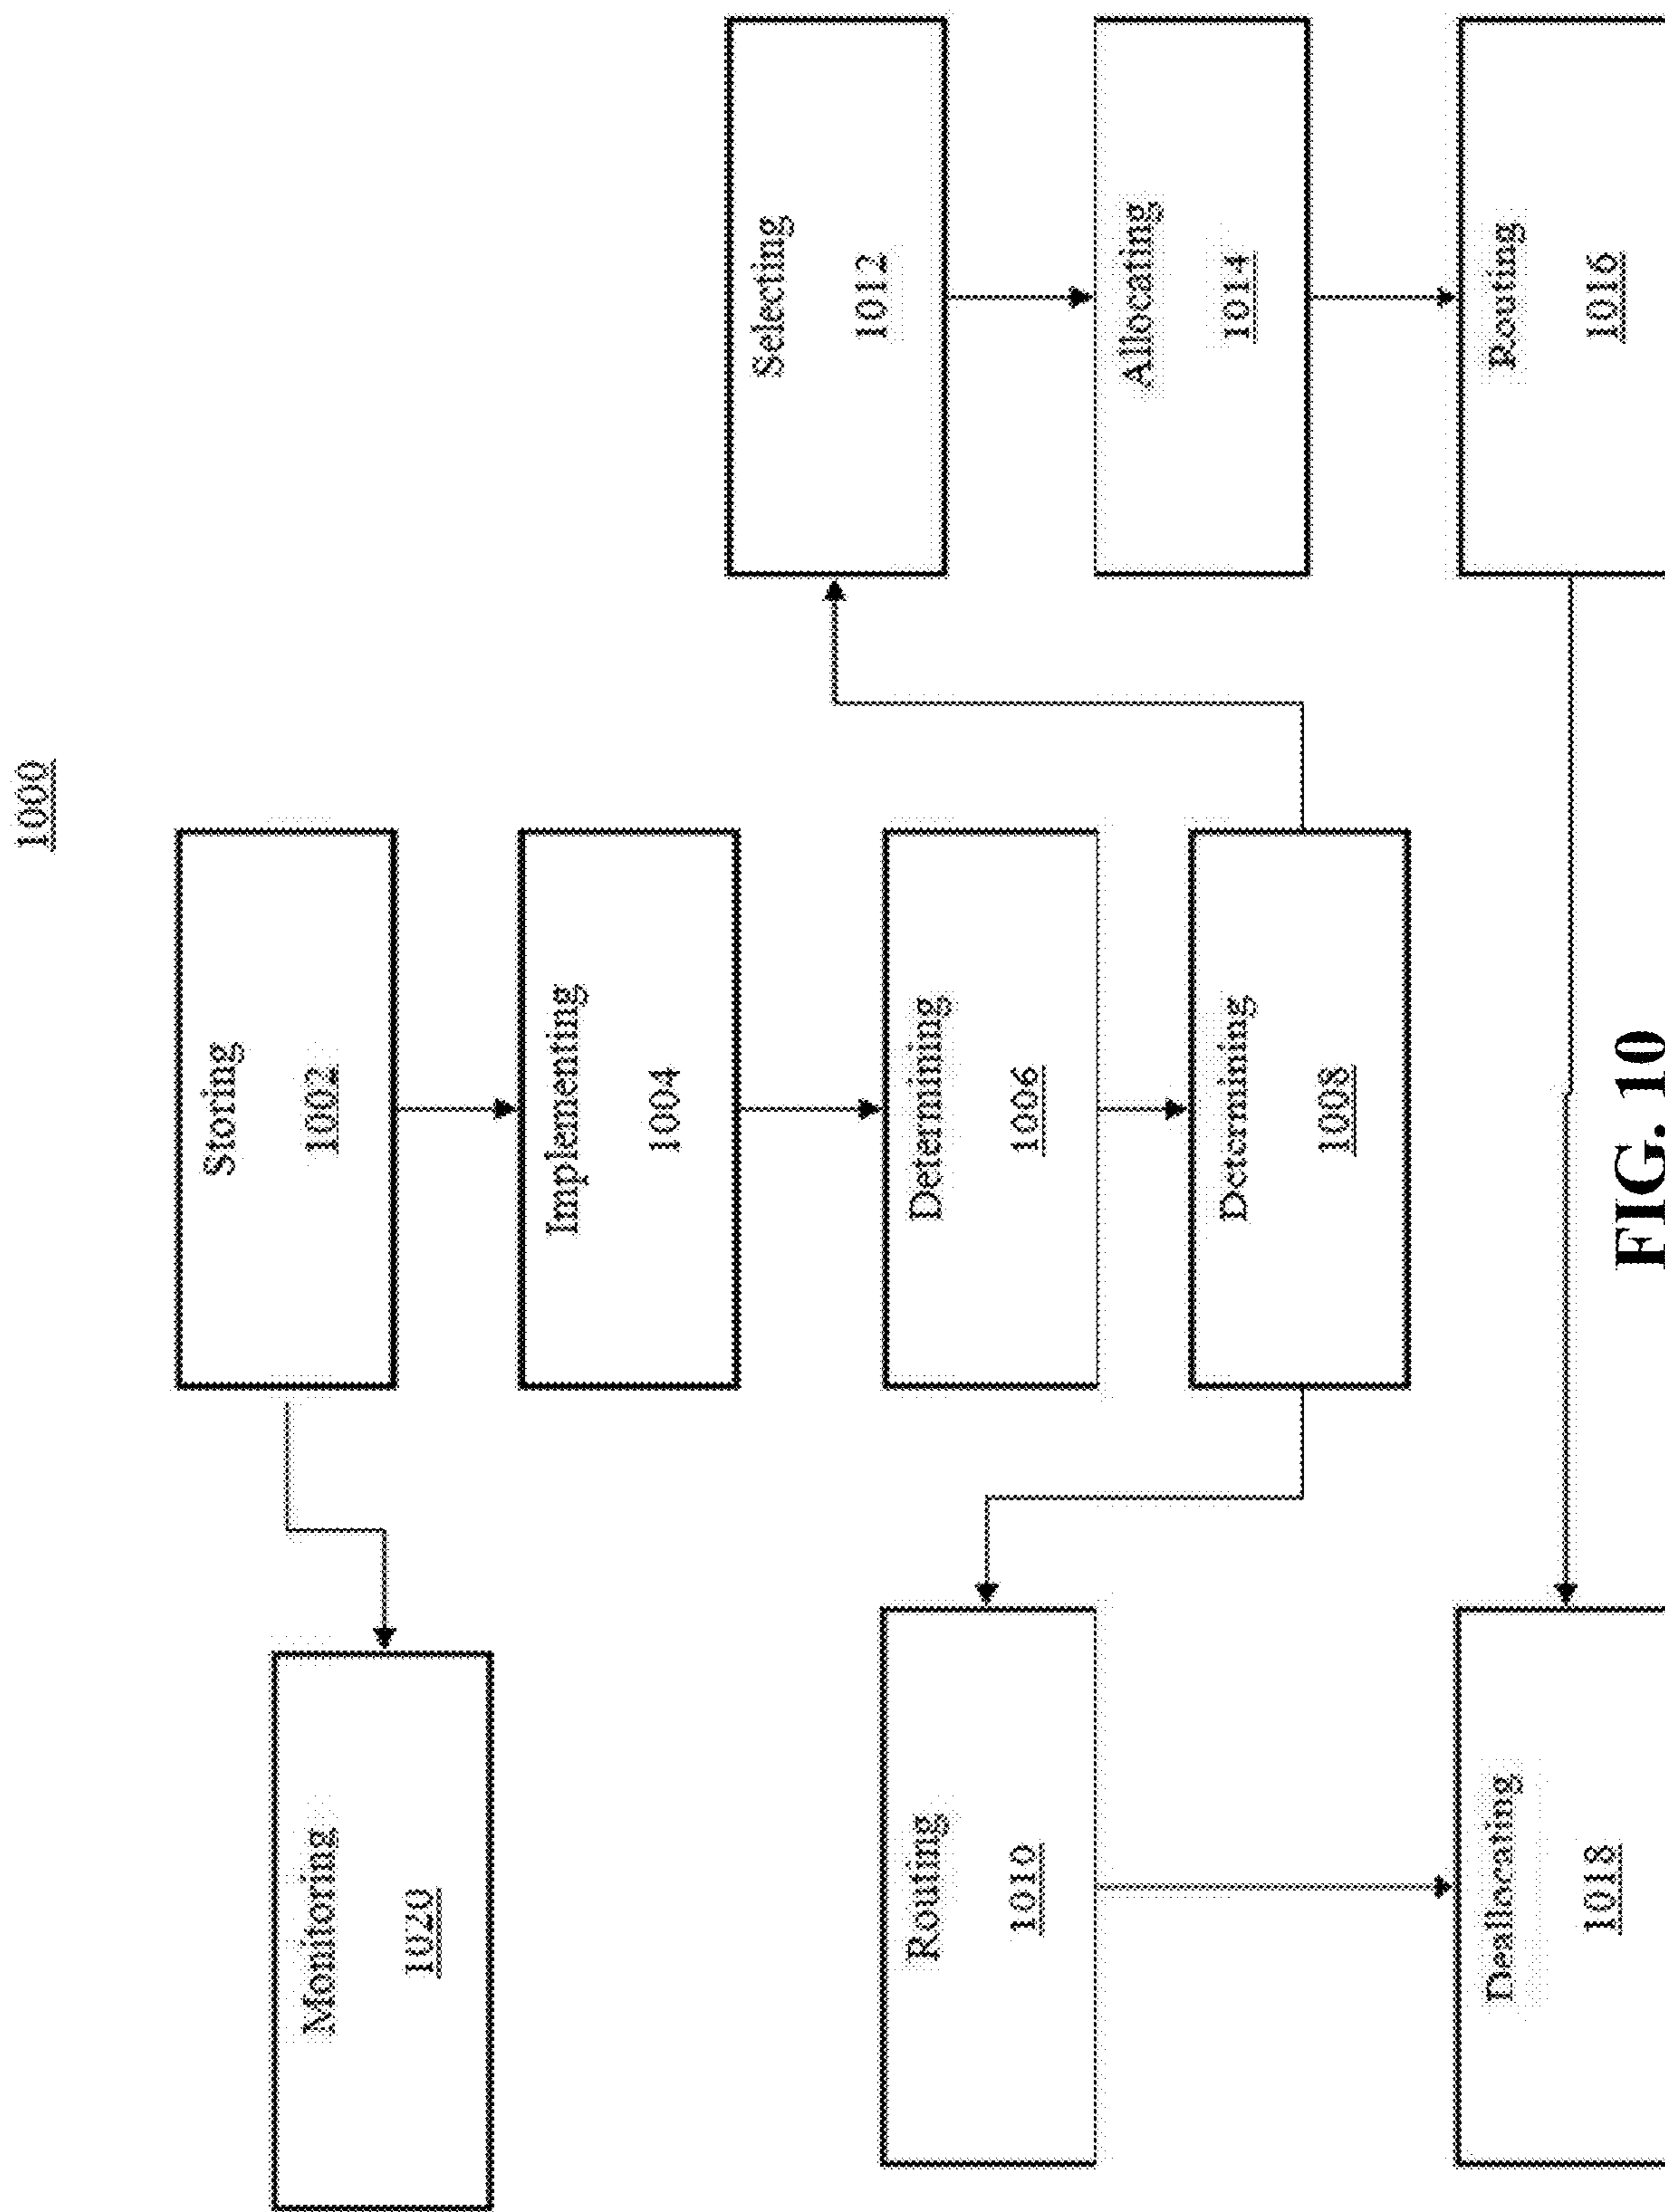 1000
Storing
1002
Monitoring
1020
Implementing
1004
Determining
1006
Determining
1008
Routing
1010
Selecting
1012
Allocating
1014
Routing
1016
Deallocating
1018
FIG. 10